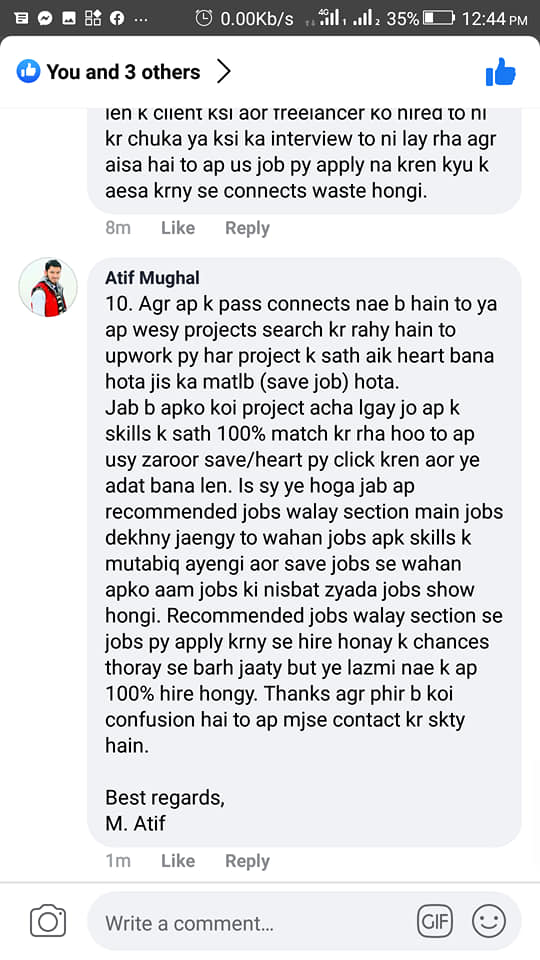 0.00Kb/s 4G 1 2 35% 12:44 PM
You and 3 others
len k client ksi aor freelancer ko hired to ni
kr chuka ya ksi ka interview to ni lay rha agr
aisa hai to ap us job py apply na kren kyu k
aesa krny se connects waste hongi.
8m Like Reply
Atif Mughal
10. Agr ap k pass connects nae b hain to ya
ap wesy projects search kr rahy hain to
upwork py har project k sath aik heart bana
hota jis ka matlb (save job) hota.
Jab b apko koi project acha lgay jo ap k
skills k sath 100% match kr rha hoo to ap
usy zaroor save/heart py click kren aor ye
adat bana len. Is sy ye hoga jab ap
recommended jobs walay section main jobs
dekhny jaengy to wahan jobs apk skills k
mutabiq ayengi aor save jobs se wahan
apko aam jobs ki nisbat zyada jobs show
hongi. Recommended jobs walay section se
jobs py apply krny se hire honay k chances
thoray se barh jaaty but ye lazmi nae k ap
100% hire hongy. Thanks agr phir b koi
confusion hai to ap mjse contact kr skty
hain.
Best regards,
M. Atif
1m Like Reply
Write a comment...
GIF